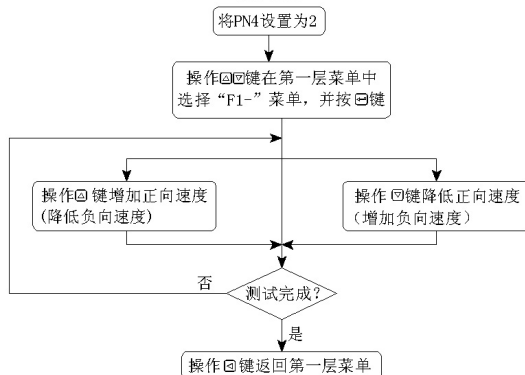 将PN4设置为2
操作△▽键在第一层菜单中
选择“F1-”菜单，并按↵键
操作△键增加正向速度
(降低负向速度)
操作▽键降低正向速度
（增加负向速度）
否
测试完成？
是
操作◁键返回第一层菜单